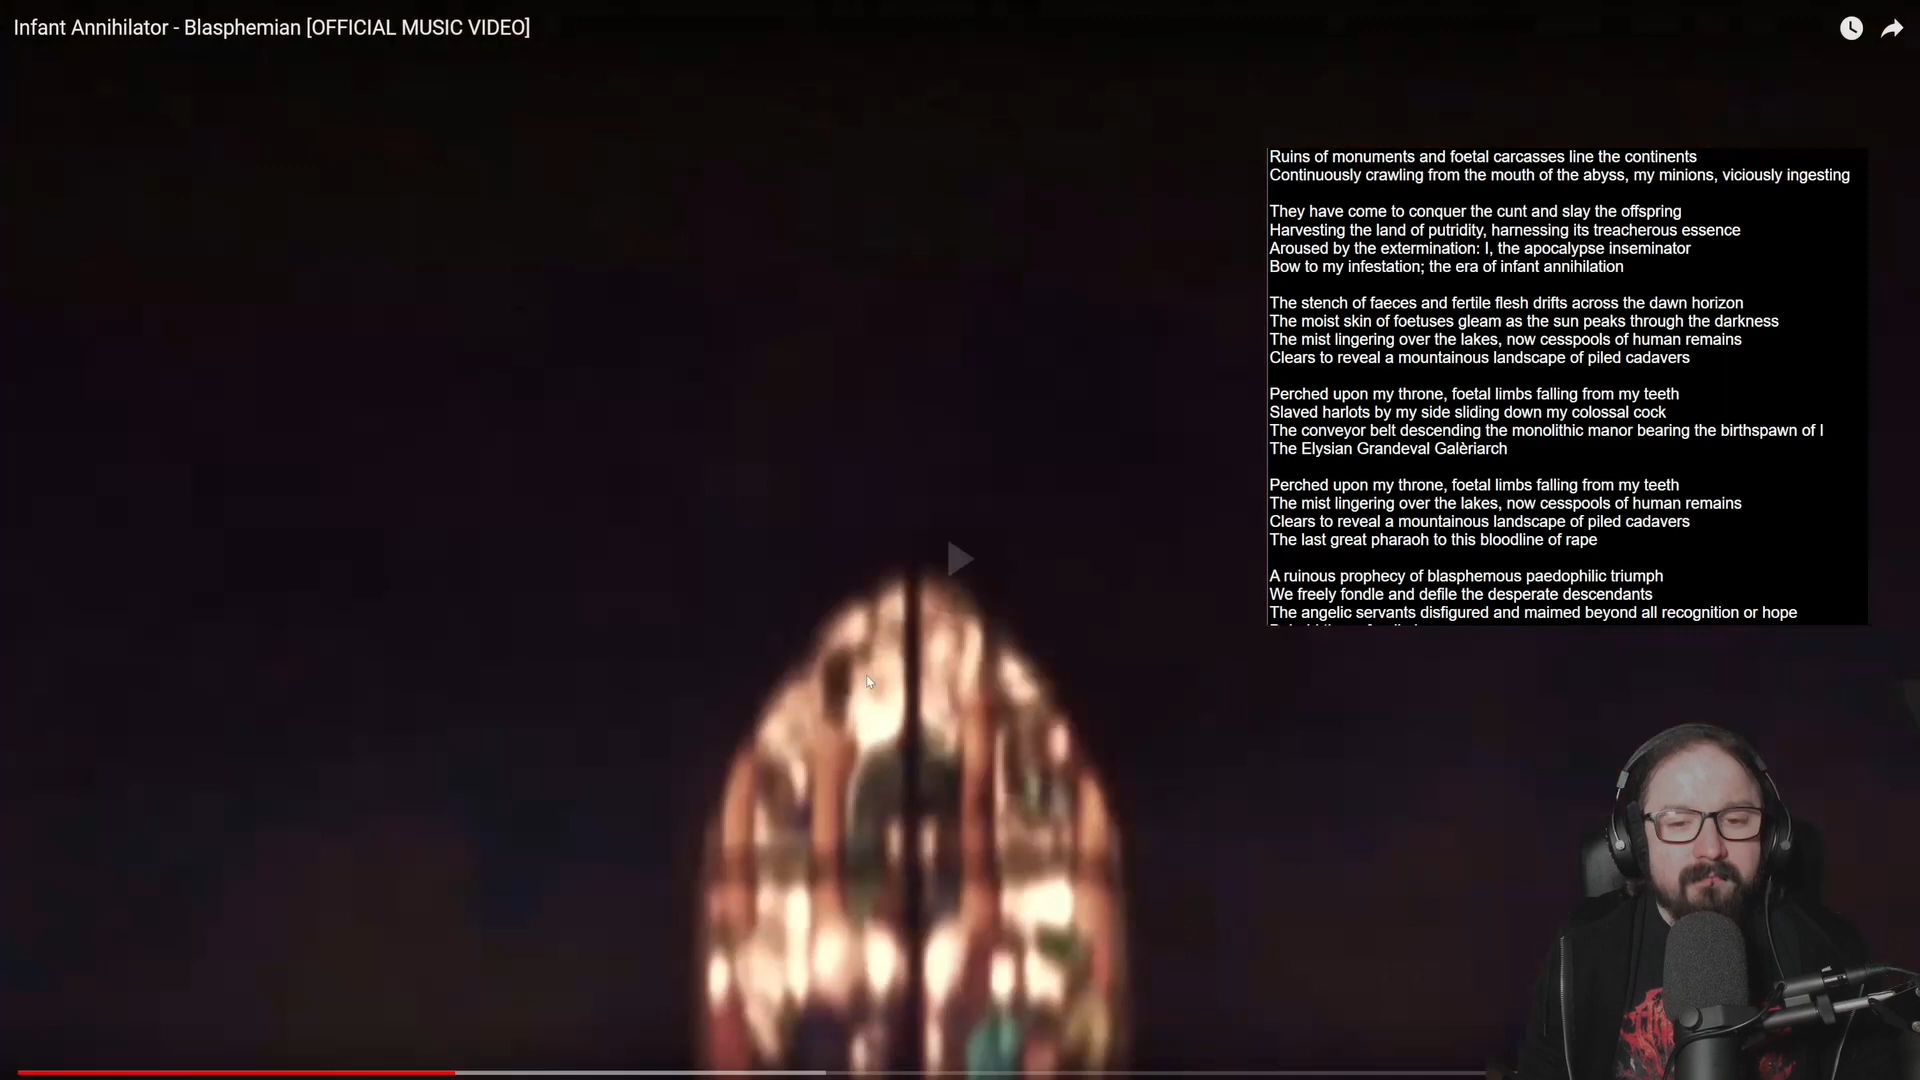 Infant Annihilator - Blasphemian [OFFICIAL MUSIC VIDEO]
Ruins of monuments and foetal carcasses line the continents
Continuously crawling from the mouth of the abyss, my minions, viciously ingesting
They have come to conquer the cunt and slay the offspring
Harvesting the land of putridity, harnessing its treacherous essence
Aroused by the extermination: I, the apocalypse inseminator
Bow to my infestation; the era of infant annihilation
The stench of faeces and fertile flesh drifts across the dawn horizon
The moist skin of foetuses gleam as the sun peaks through the darkness
The mist lingering over the lakes, now cesspools of human remains
Clears to reveal a mountainous landscape of piled cadavers
Perched upon my throne, foetal limbs falling from my teeth
Slaved harlots by my side sliding down my colossal cock
The conveyor belt descending the monolithic manor bearing the birthspawn of I
The Elysian Grandeval Galèriarch
Perched upon my throne, foetal limbs falling from my teeth
The mist lingering over the lakes, now cesspools of human remains
Clears to reveal a mountainous landscape of piled cadavers
The last great pharaoh to this bloodline of rape
A ruinous prophecy of blasphemous paedophilic triumph
We freely fondle and defile the desperate descendants
The angelic servants disfigured and maimed beyond all recognition or hope